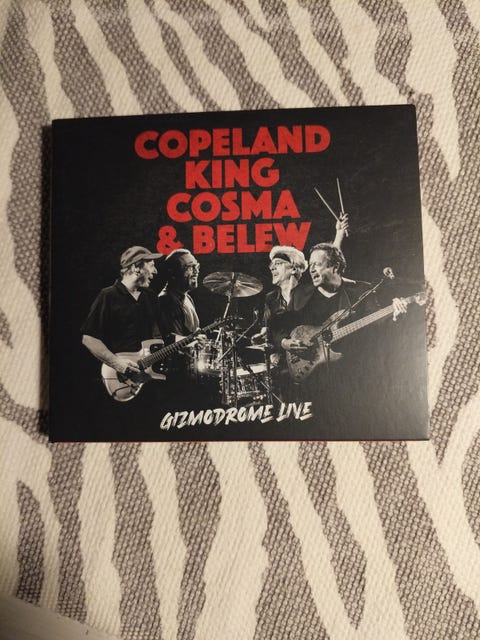 COPELAND
KING
COSMA
& BELEW
GIZMODROME LIVE